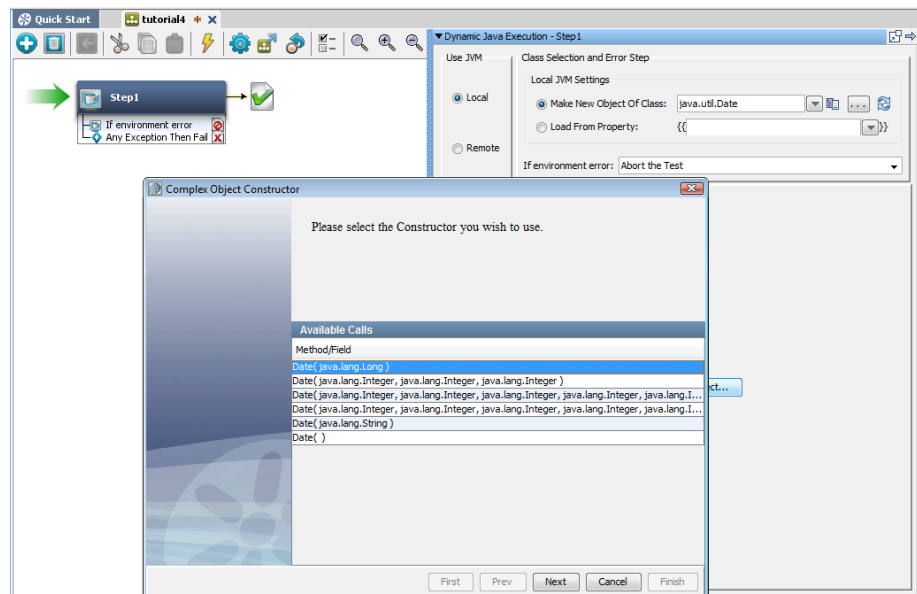 Quick Start
tutorial4 * X
Dynamic Java Execution - Step1
Use JVM
Local
Remote
Class Selection and Error Step
Local JVM Settings
Make New Object Of Class: java.util.Date ...
Load From Property: {{ }}
If environment error: Abort the Test
Step1
If environment error
Any Exception Then Fail
Complex Object Constructor
Please select the Constructor you wish to use.
Available Calls
Method/Field
Date( java.lang.Long )
Date( java.lang.Integer, java.lang.Integer, java.lang.Integer )
Date( java.lang.Integer, java.lang.Integer, java.lang.Integer, java.lang.Integer, java.lang.I...
Date( java.lang.Integer, java.lang.Integer, java.lang.Integer, java.lang.Integer, java.lang.I...
Date( java.lang.String )
Date( )
First Prev Next Cancel Finish